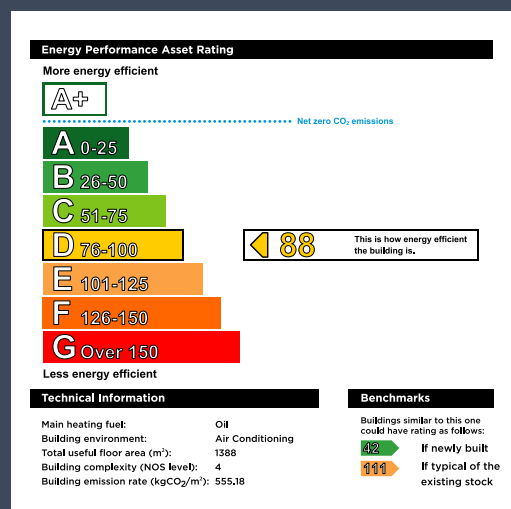 Energy Performance Asset Rating
More energy efficient
A+
Net zero CO₂ emissions
A 0-25
B 26-50
C 51-75
D 76-100
88
This is how energy efficient
the building is.
E 101-125
F 126-150
G Over 150
Less energy efficient
Technical Information
Main heating fuel: Oil
Building environment: Air Conditioning
Total useful floor area (m²): 1388
Building complexity (NOS level): 4
Building emission rate (kgCO₂/m²): 555.18
Benchmarks
Buildings similar to this one
could have rating as follows:
42 If newly built
111 If typical of the
existing stock